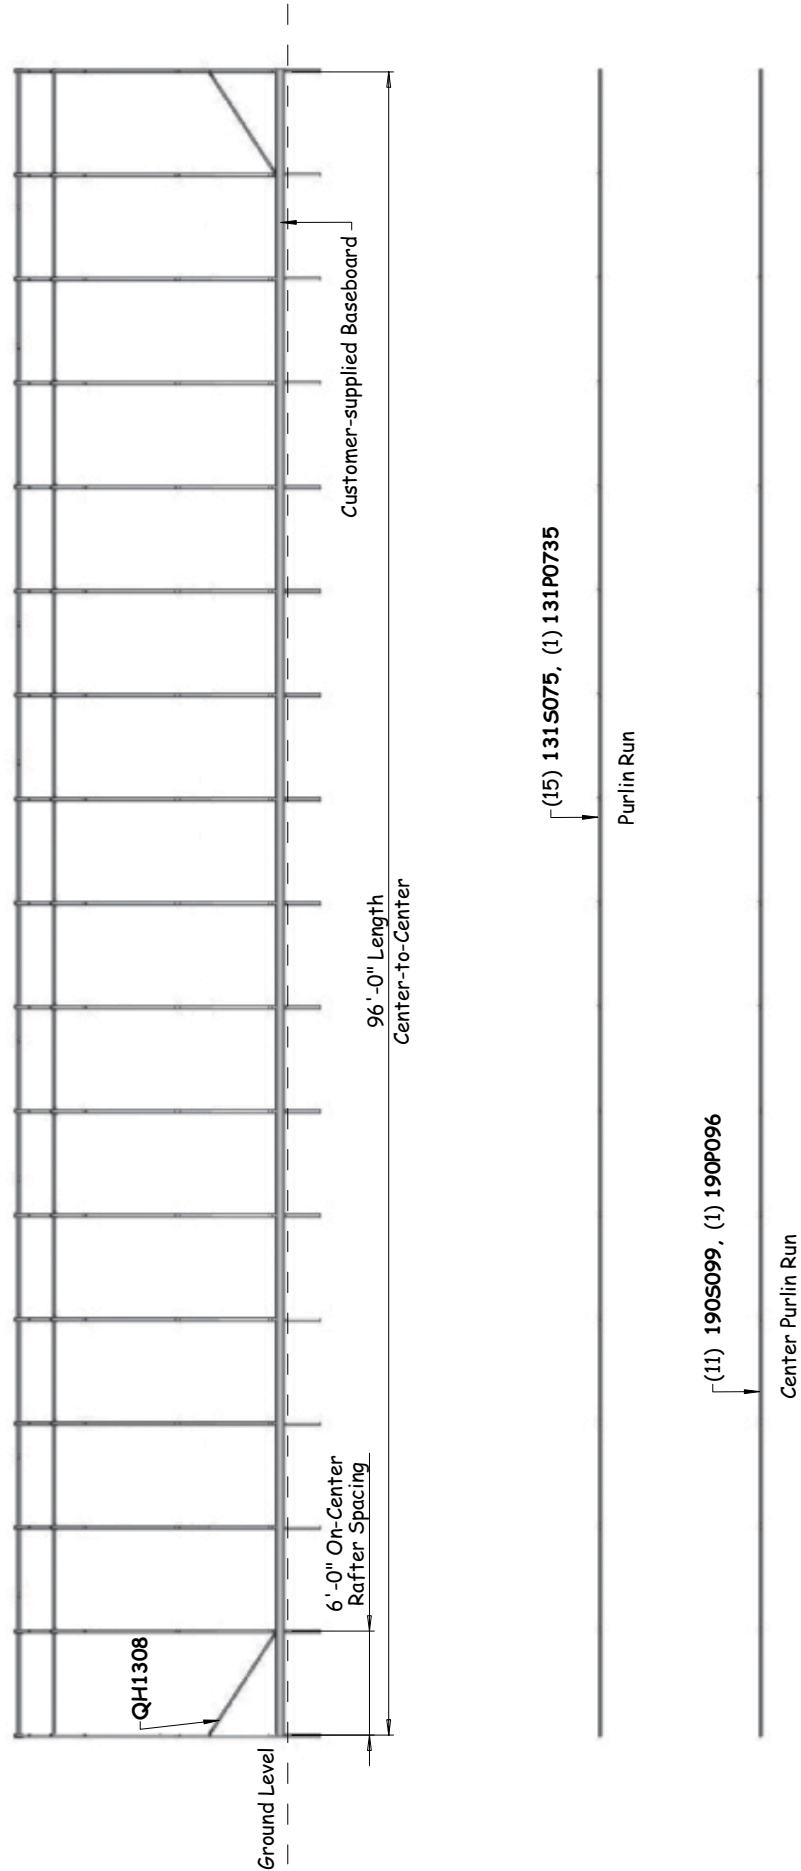 Ground Level
QH1308
6'-0" On-Center
Rafter Spacing
96'-0" Length
Center-to-Center
Customer-supplied Baseboard
(15) 131S075, (1) 131P0735
Purlin Run
(11) 190S099, (1) 190P096
Center Purlin Run